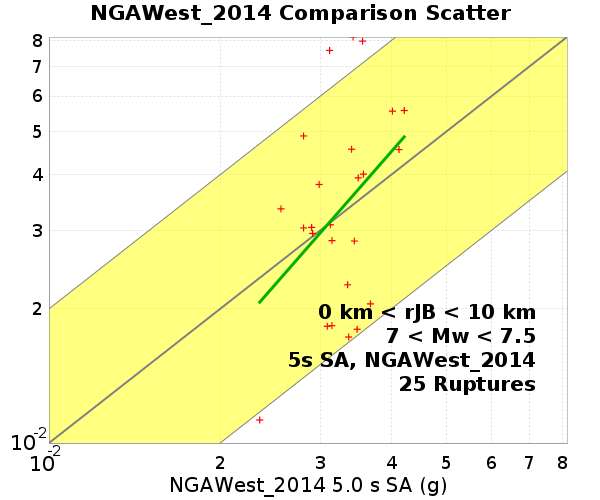 NGAWest_2014 Comparison Scatter
8
7
6
5
4
3
2
10-2
10-2
2
3
4
5
6
7
8
0 km < rJB < 10 km
7 < Mw < 7.5
5s SA, NGAWest_2014
25 Ruptures
NGAWest_2014 5.0 s SA (g)